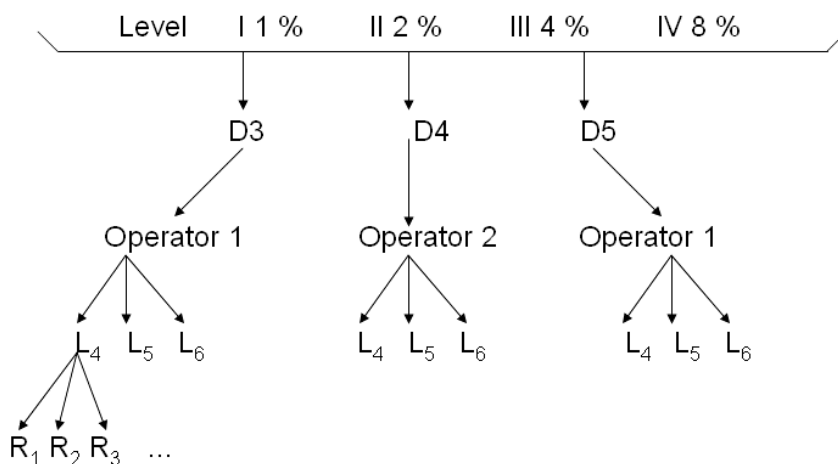 Level I 1 % II 2 % III 4 % IV 8 %
D3 D4 D5
Operator 1 Operator 2 Operator 1
L₄ L₅ L₆ L₄ L₅ L₆ L₄ L₅ L₆
R₁ R₂ R₃ ...